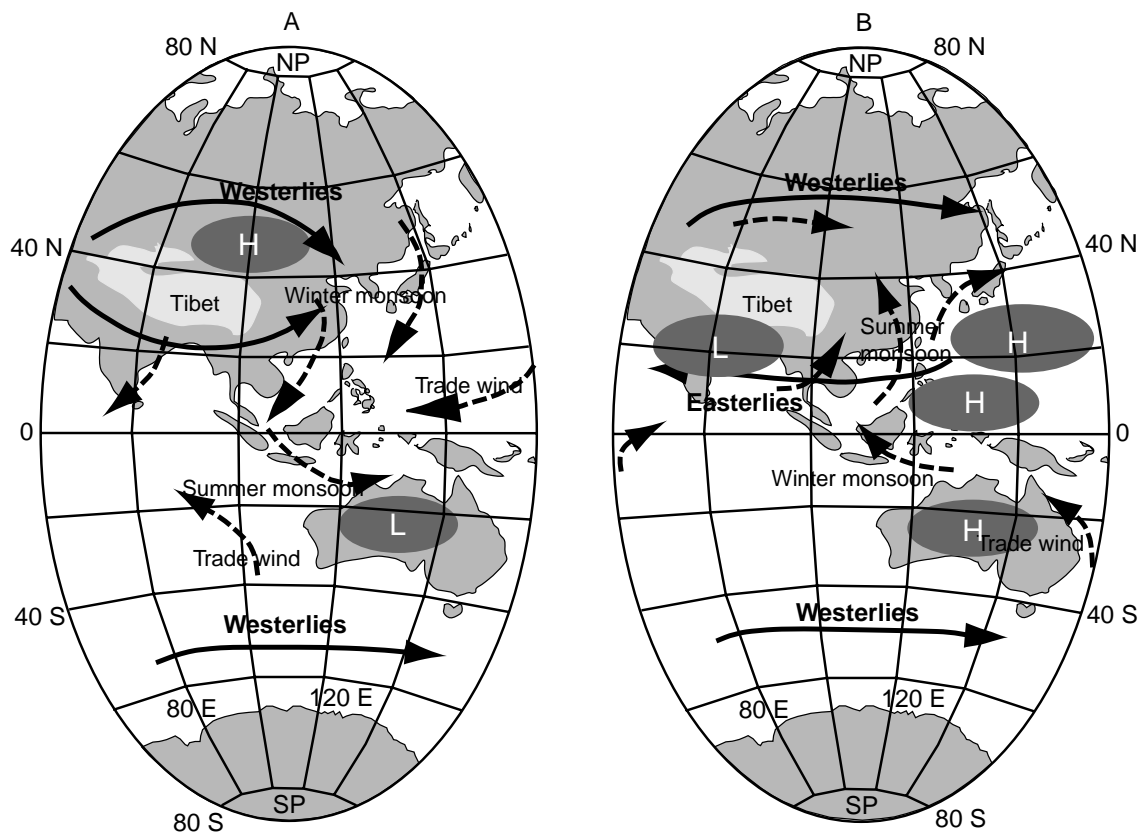 A
80 N
NP
Westerlies
H
40 N
Tibet
Winter monsoon
Trade wind
0
Summer monsoon
L
Trade wind
40 S
Westerlies
120 E
80 E
SP
80 S
B
80 N
NP
Westerlies
40 N
Tibet
Summer
monsoon
L
H
Easterlies
H
0
Winter monsoon
H
Trade wind
40 S
Westerlies
120 E
80 E
SP
80 S